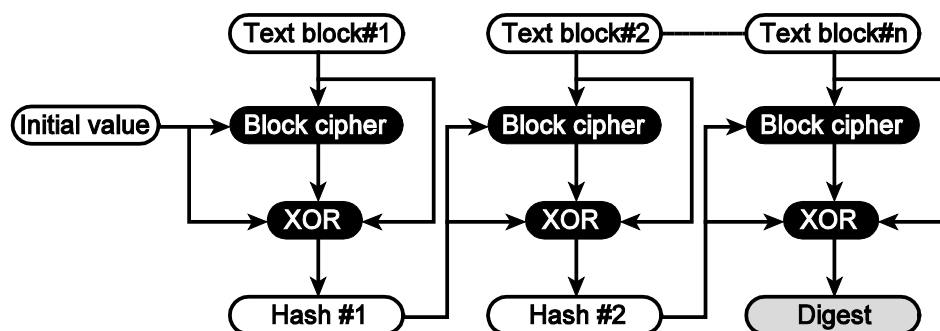 Text block#1
Text block#2
Text block#n
Initial value
Block cipher
Block cipher
Block cipher
XOR
XOR
XOR
Hash #1
Hash #2
Digest